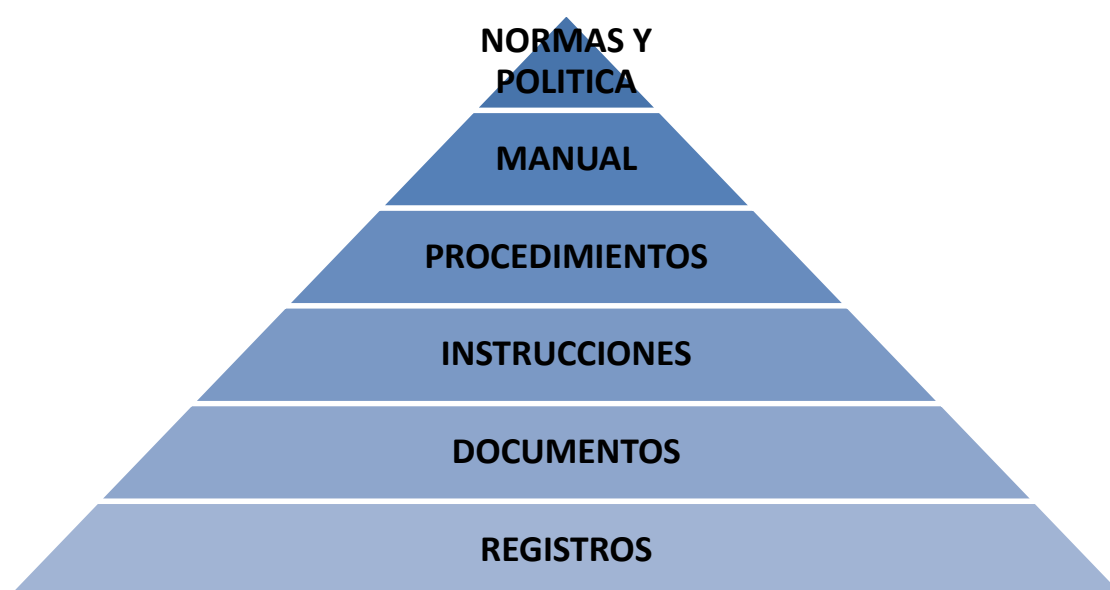 NORMAS Y
POLITICA
MANUAL
PROCEDIMIENTOS
INSTRUCCIONES
DOCUMENTOS
REGISTROS